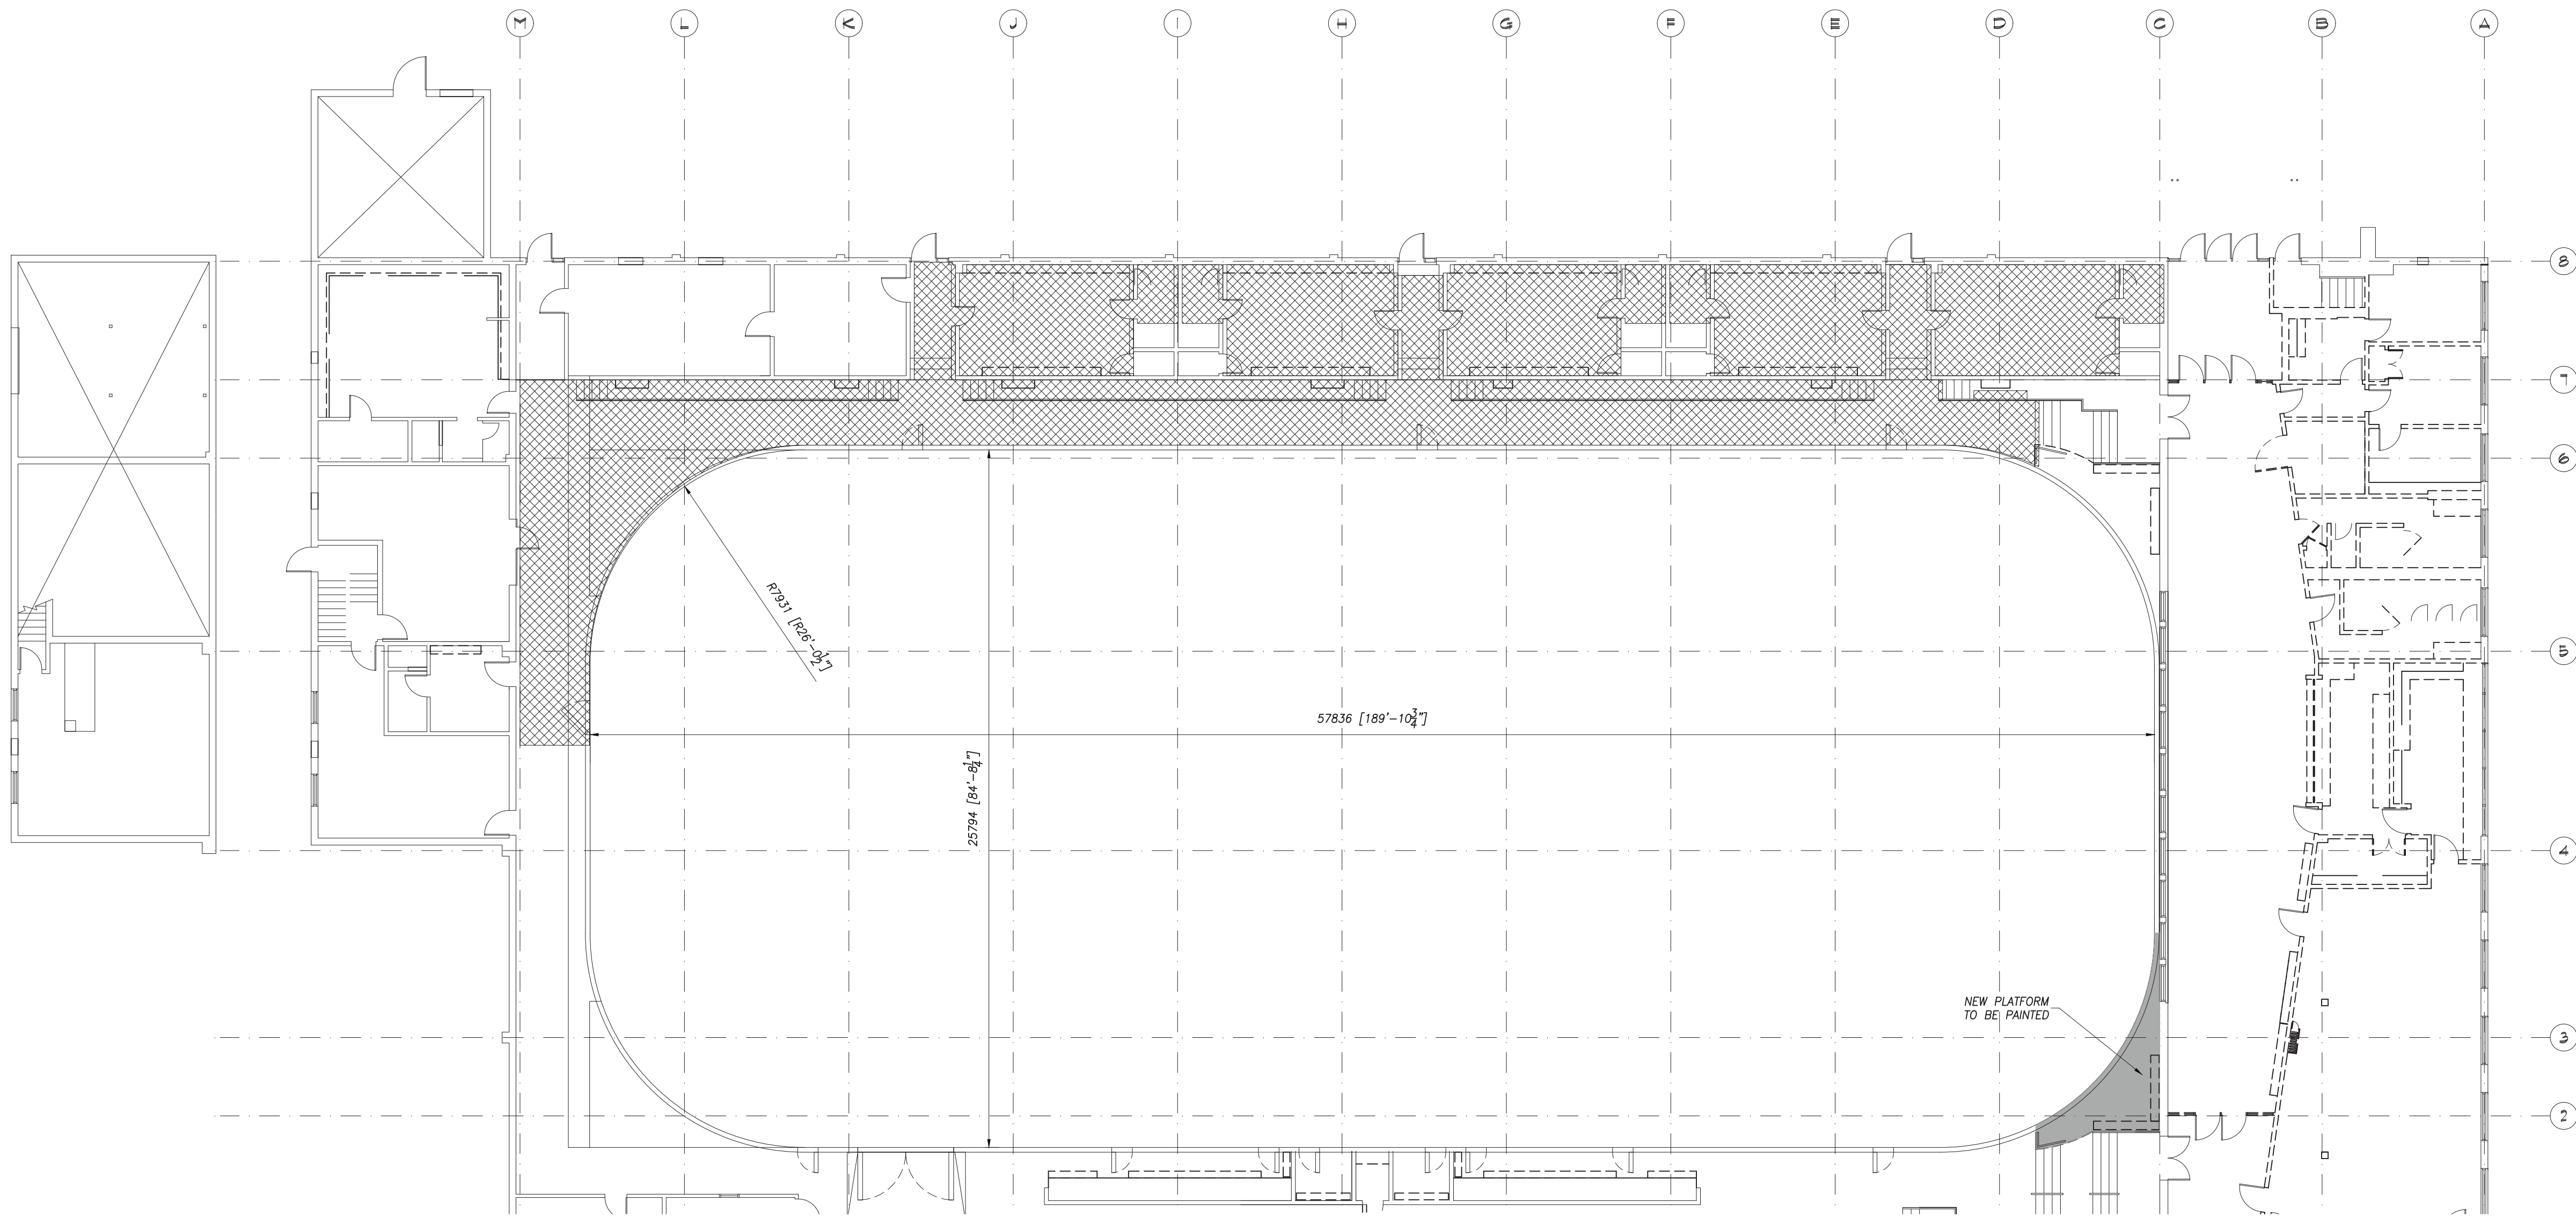 M L K J I H G F E D C B A
8
7
6
R7931 [R26'-0½"]
5
57836 [189'-10¾"]
25794 [84'-8¼"]
4
NEW PLATFORM
TO BE PAINTED
3
2